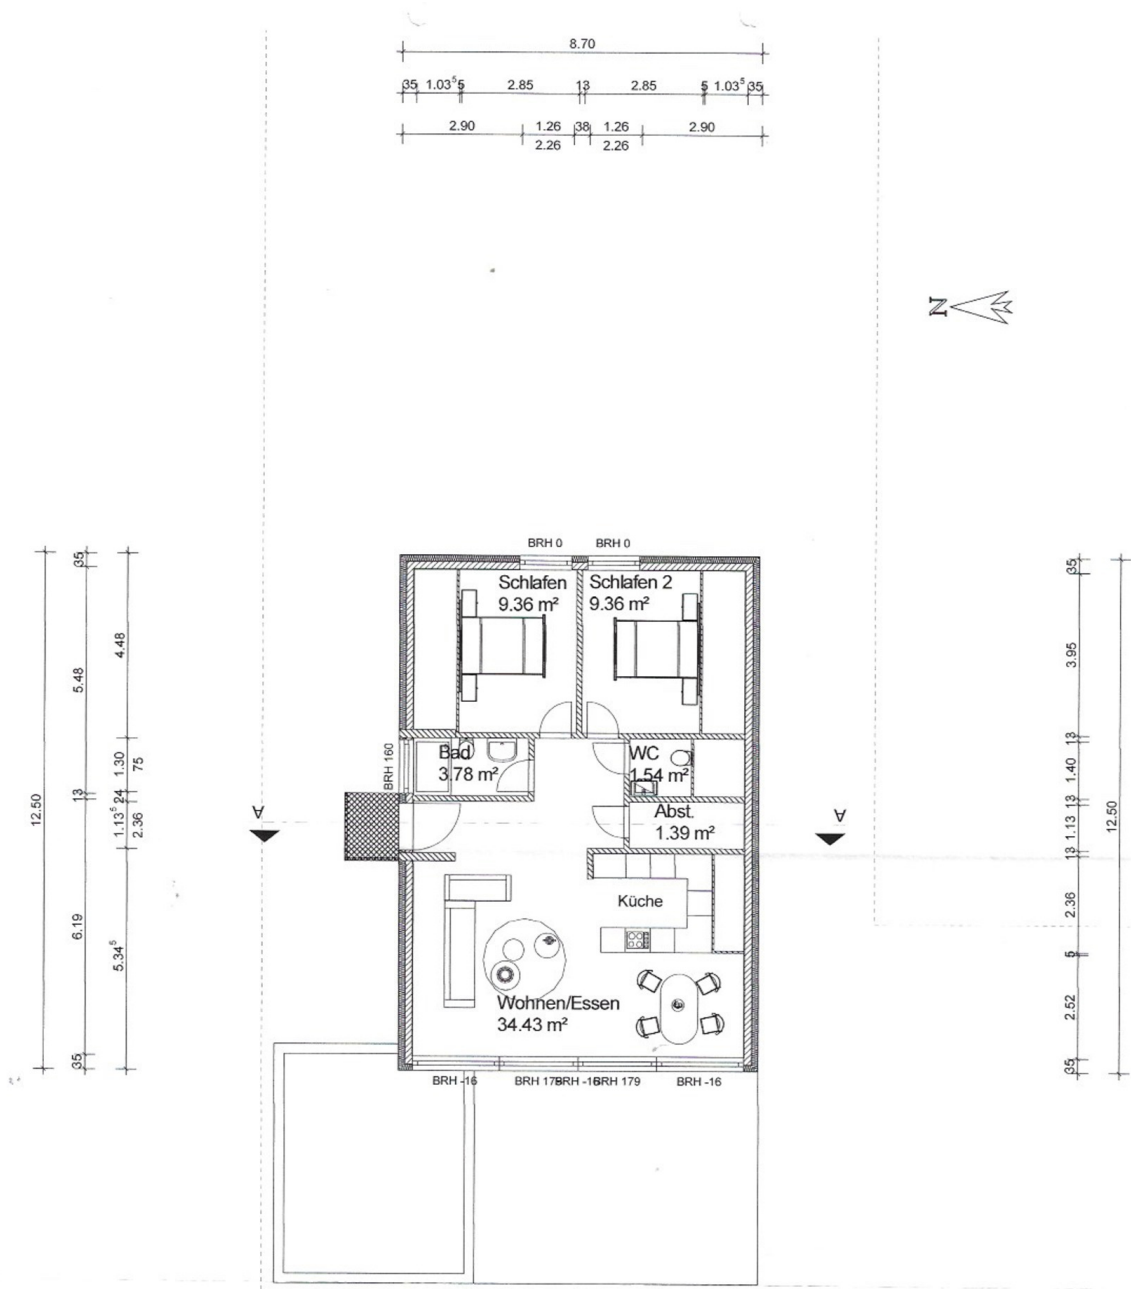 8.70
35 1.03⁵ 5 2.85 13 2.85 5 1.03⁵ 35
2.90 1.26 38 1.26 2.90
2.26 2.26
N
BRH 0 BRH 0
Schlafen
9.36 m²
Schlafen 2
9.36 m²
BRH 160
Bad
3.78 m²
WC
1.54 m²
Abst.
1.39 m²
A
A
Küche
Wohnen/Essen
34.43 m²
BRH -16 BRH 179 BRH -16 BRH 179 BRH -16
12.50
35 5.48 13 6.19 35
4.48 1.30 24 1.13⁵ 5.34⁵
75 2.36
35 3.95 13 1.40 13 1.13 13 2.36 5 2.52 35
12.50